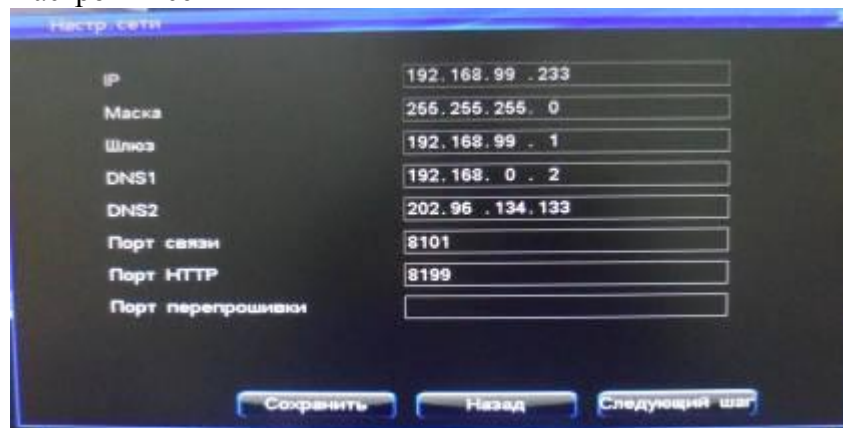 Настр.сети
IP 192.168.99 .233
Маска 255.255.255. 0
Шлюз 192.168.99 . 1
DNS1 192.168. 0 . 2
DNS2 202.96 .134.133
Порт связи 8101
Порт HTTP 8199
Порт перепрошивки
Сохранить Назад Следующий шаг